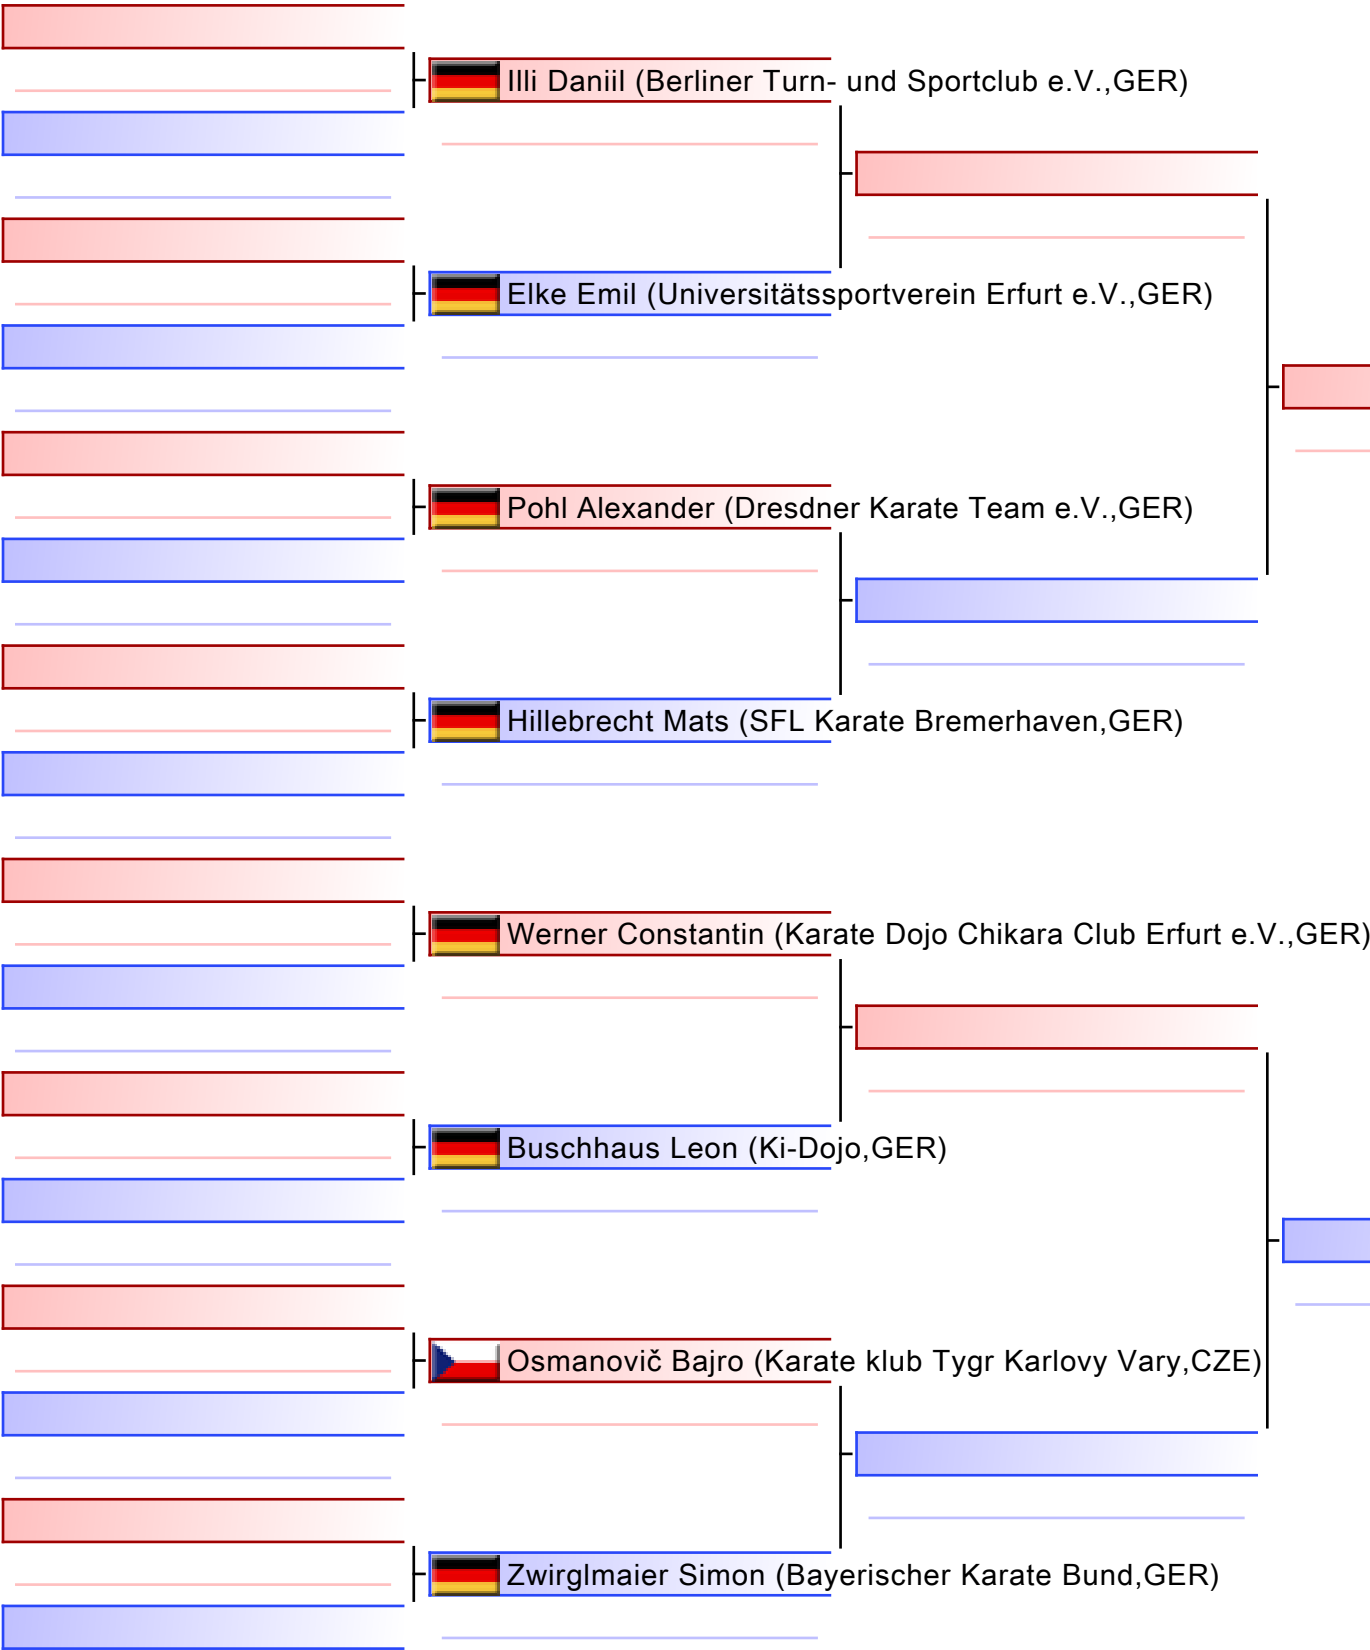 Illi Daniil (Berliner Turn- und Sportclub e.V.,GER)
Elke Emil (Universitätssportverein Erfurt e.V.,GER)
Pohl Alexander (Dresdner Karate Team e.V.,GER)
Hillebrecht Mats (SFL Karate Bremerhaven,GER)
Werner Constantin (Karate Dojo Chikara Club Erfurt e.V.,GER)
Buschhaus Leon (Ki-Dojo,GER)
Osmanovič Bajro (Karate klub Tygr Karlovy Vary,CZE)
Zwirglmaier Simon (Bayerischer Karate Bund,GER)